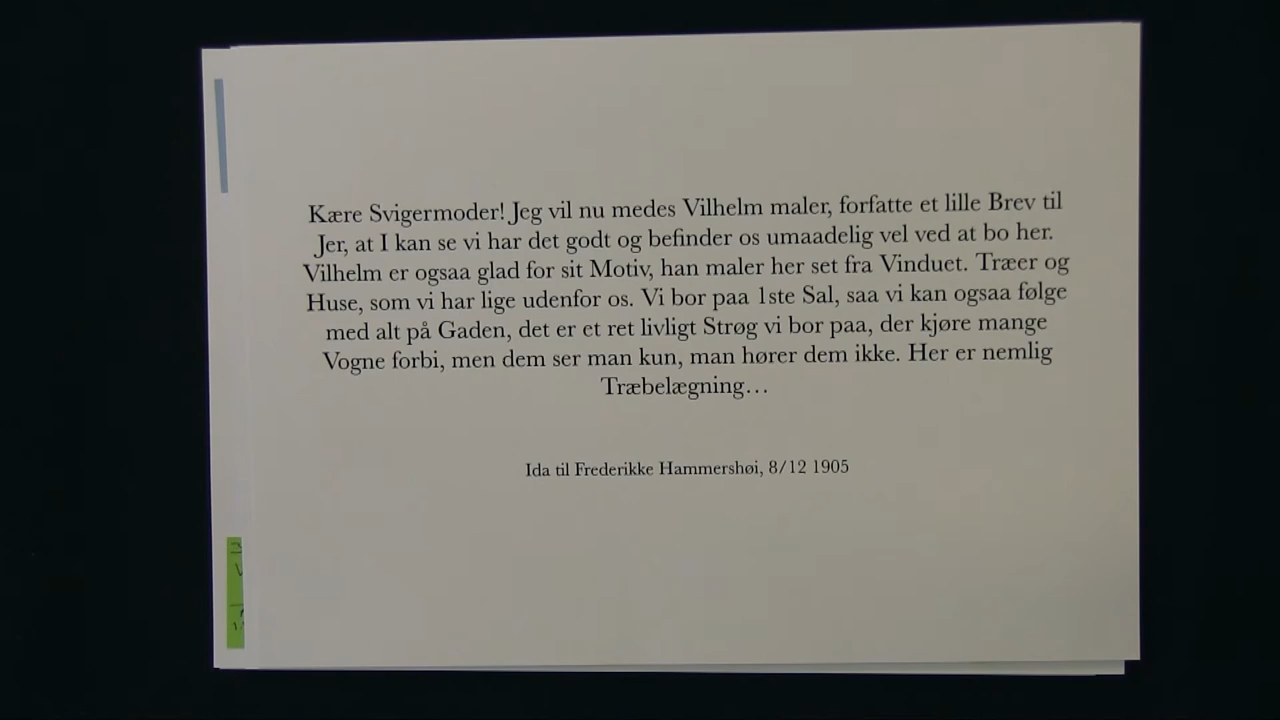 Kære Svigermoder! Jeg vil nu medes Vilhelm maler, forfatte et lille Brev til
Jer, at I kan se vi har det godt og befinder os umaadelig vel ved at bo her.
Vilhelm er ogsaa glad for sit Motiv, han maler her set fra Vinduet. Træer og
Huse, som vi har lige udenfor os. Vi bor paa 1ste Sal, saa vi kan ogsaa følge
med alt på Gaden, det er et ret livligt Strøg vi bor paa, der kjøre mange
Vogne forbi, men dem ser man kun, man hører dem ikke. Her er nemlig
Træbelægning…
Ida til Frederikke Hammershøi, 8/12 1905